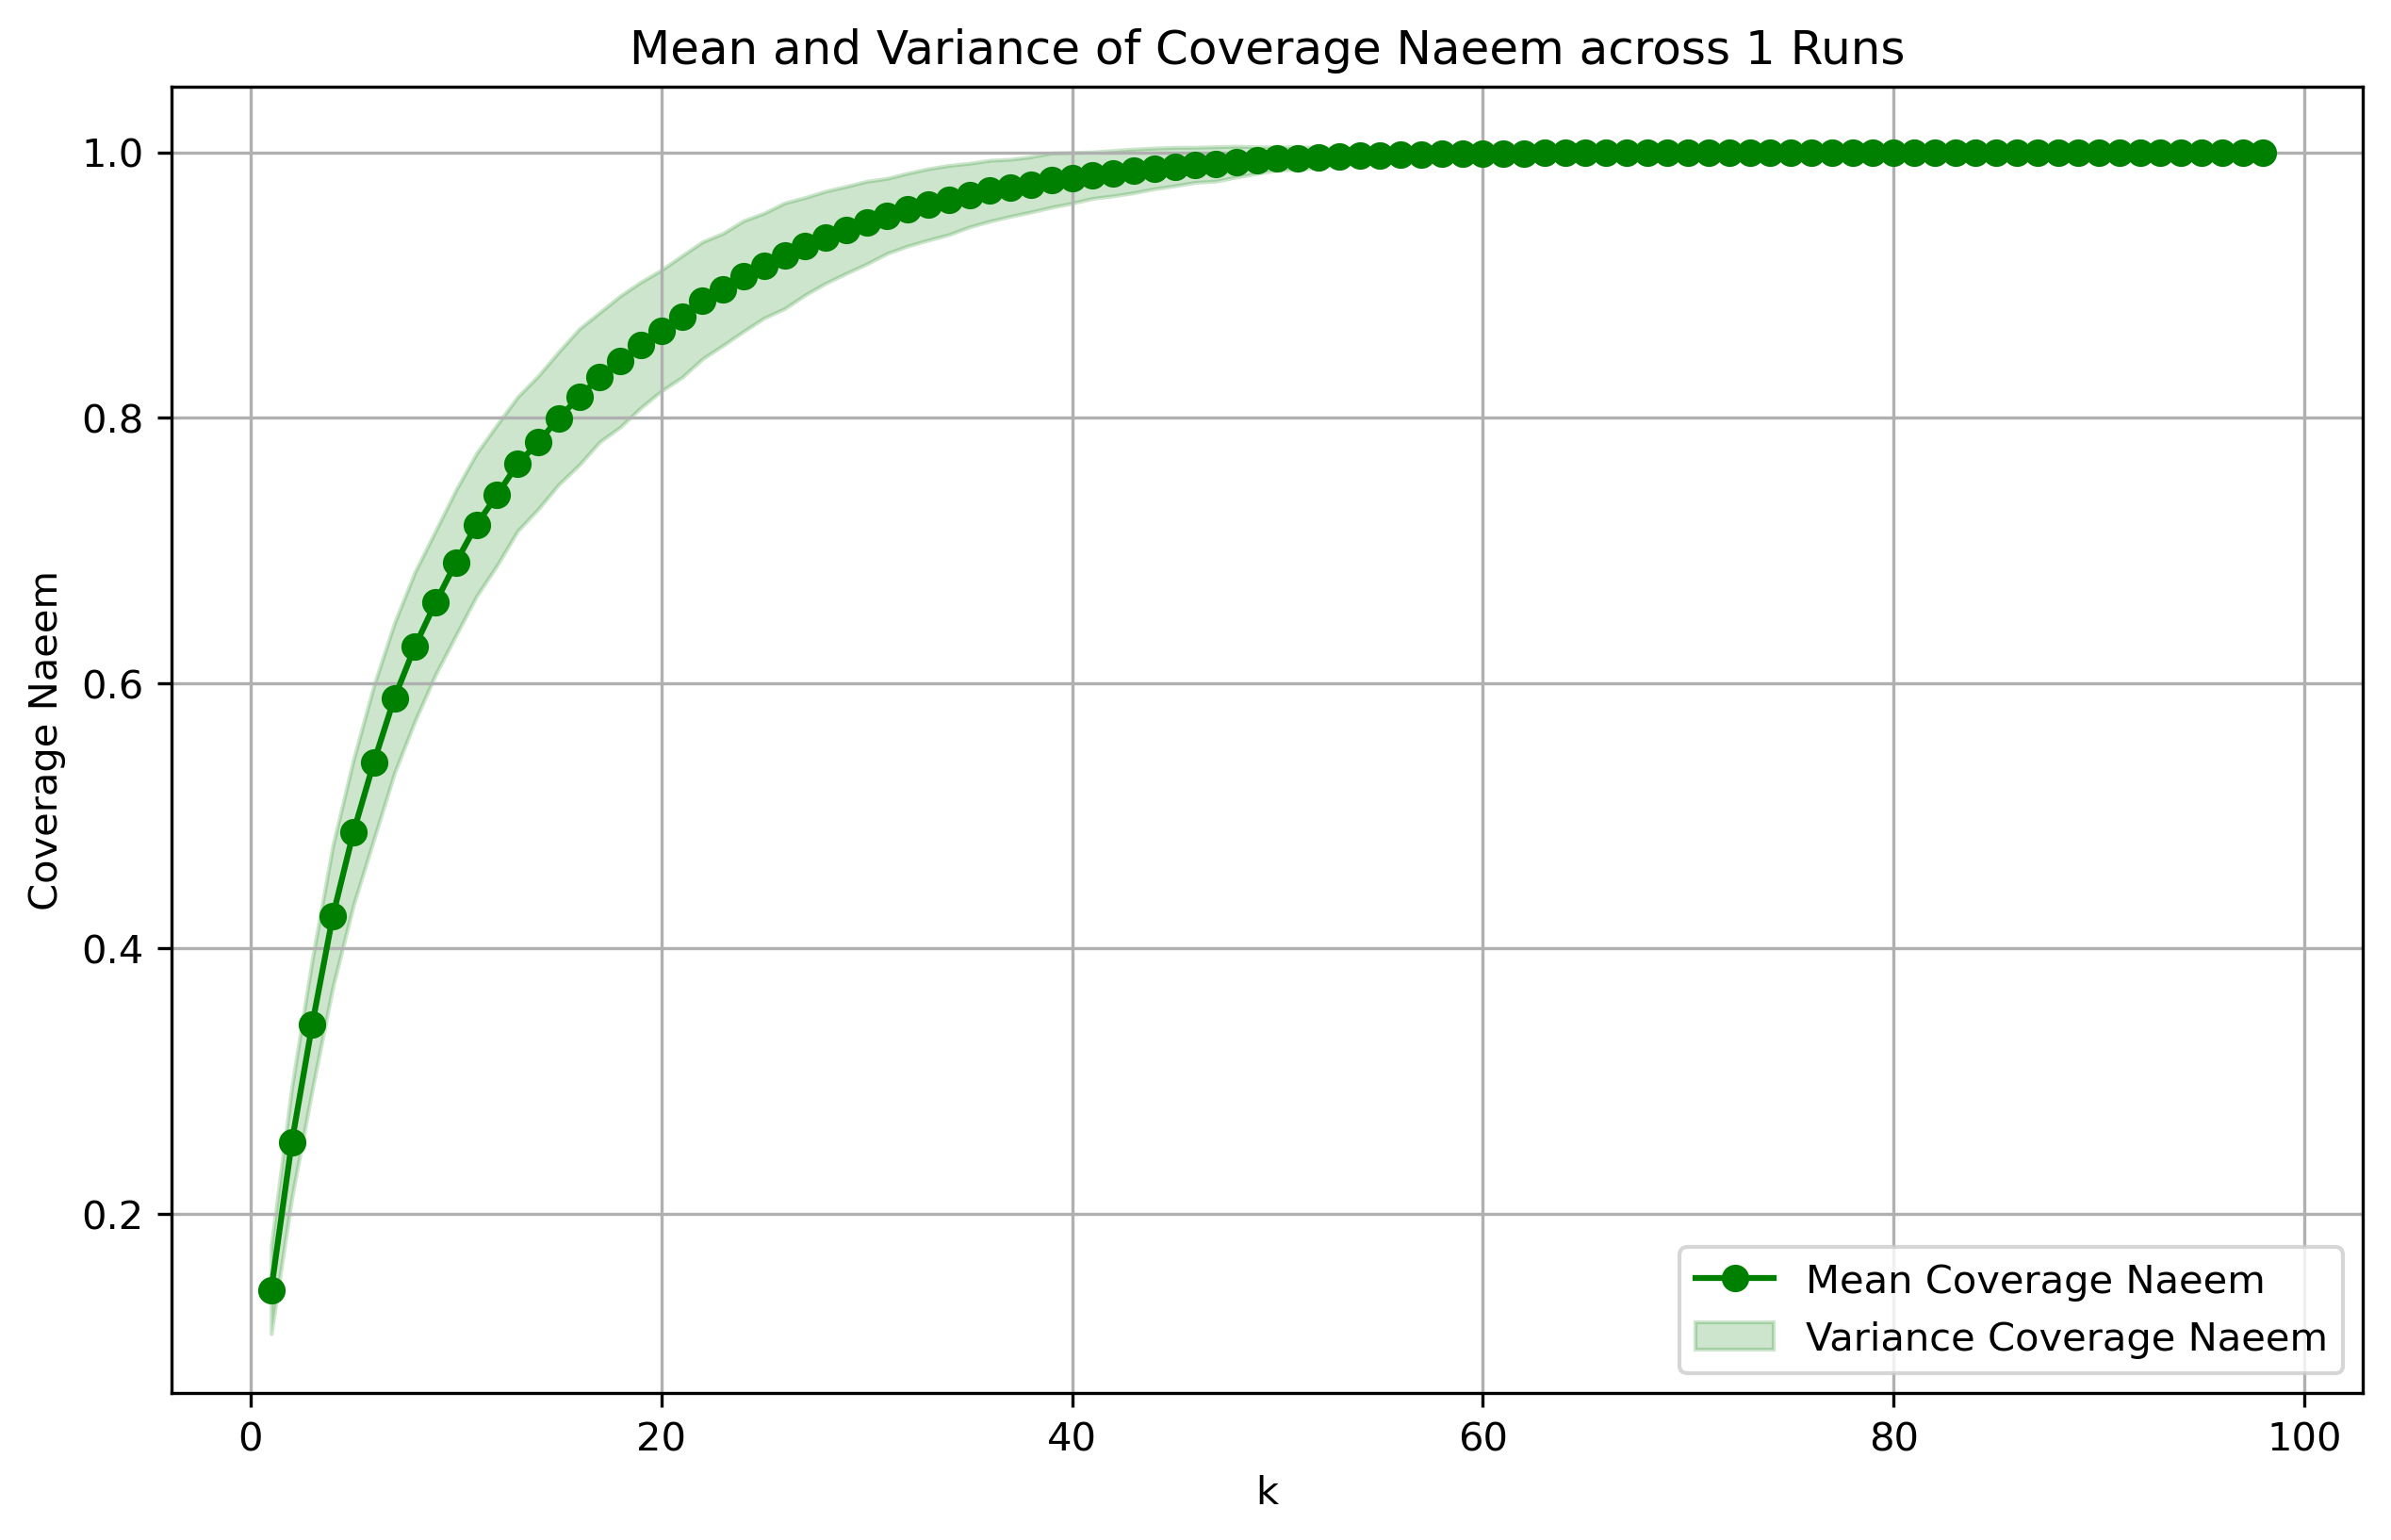 Mean and Variance of Coverage Naeem across 1 Runs
Coverage Naeem
1.0
0.8
0.6
0.4
0.2
0 20 40 60 80 100
k
Mean Coverage Naeem
Variance Coverage Naeem